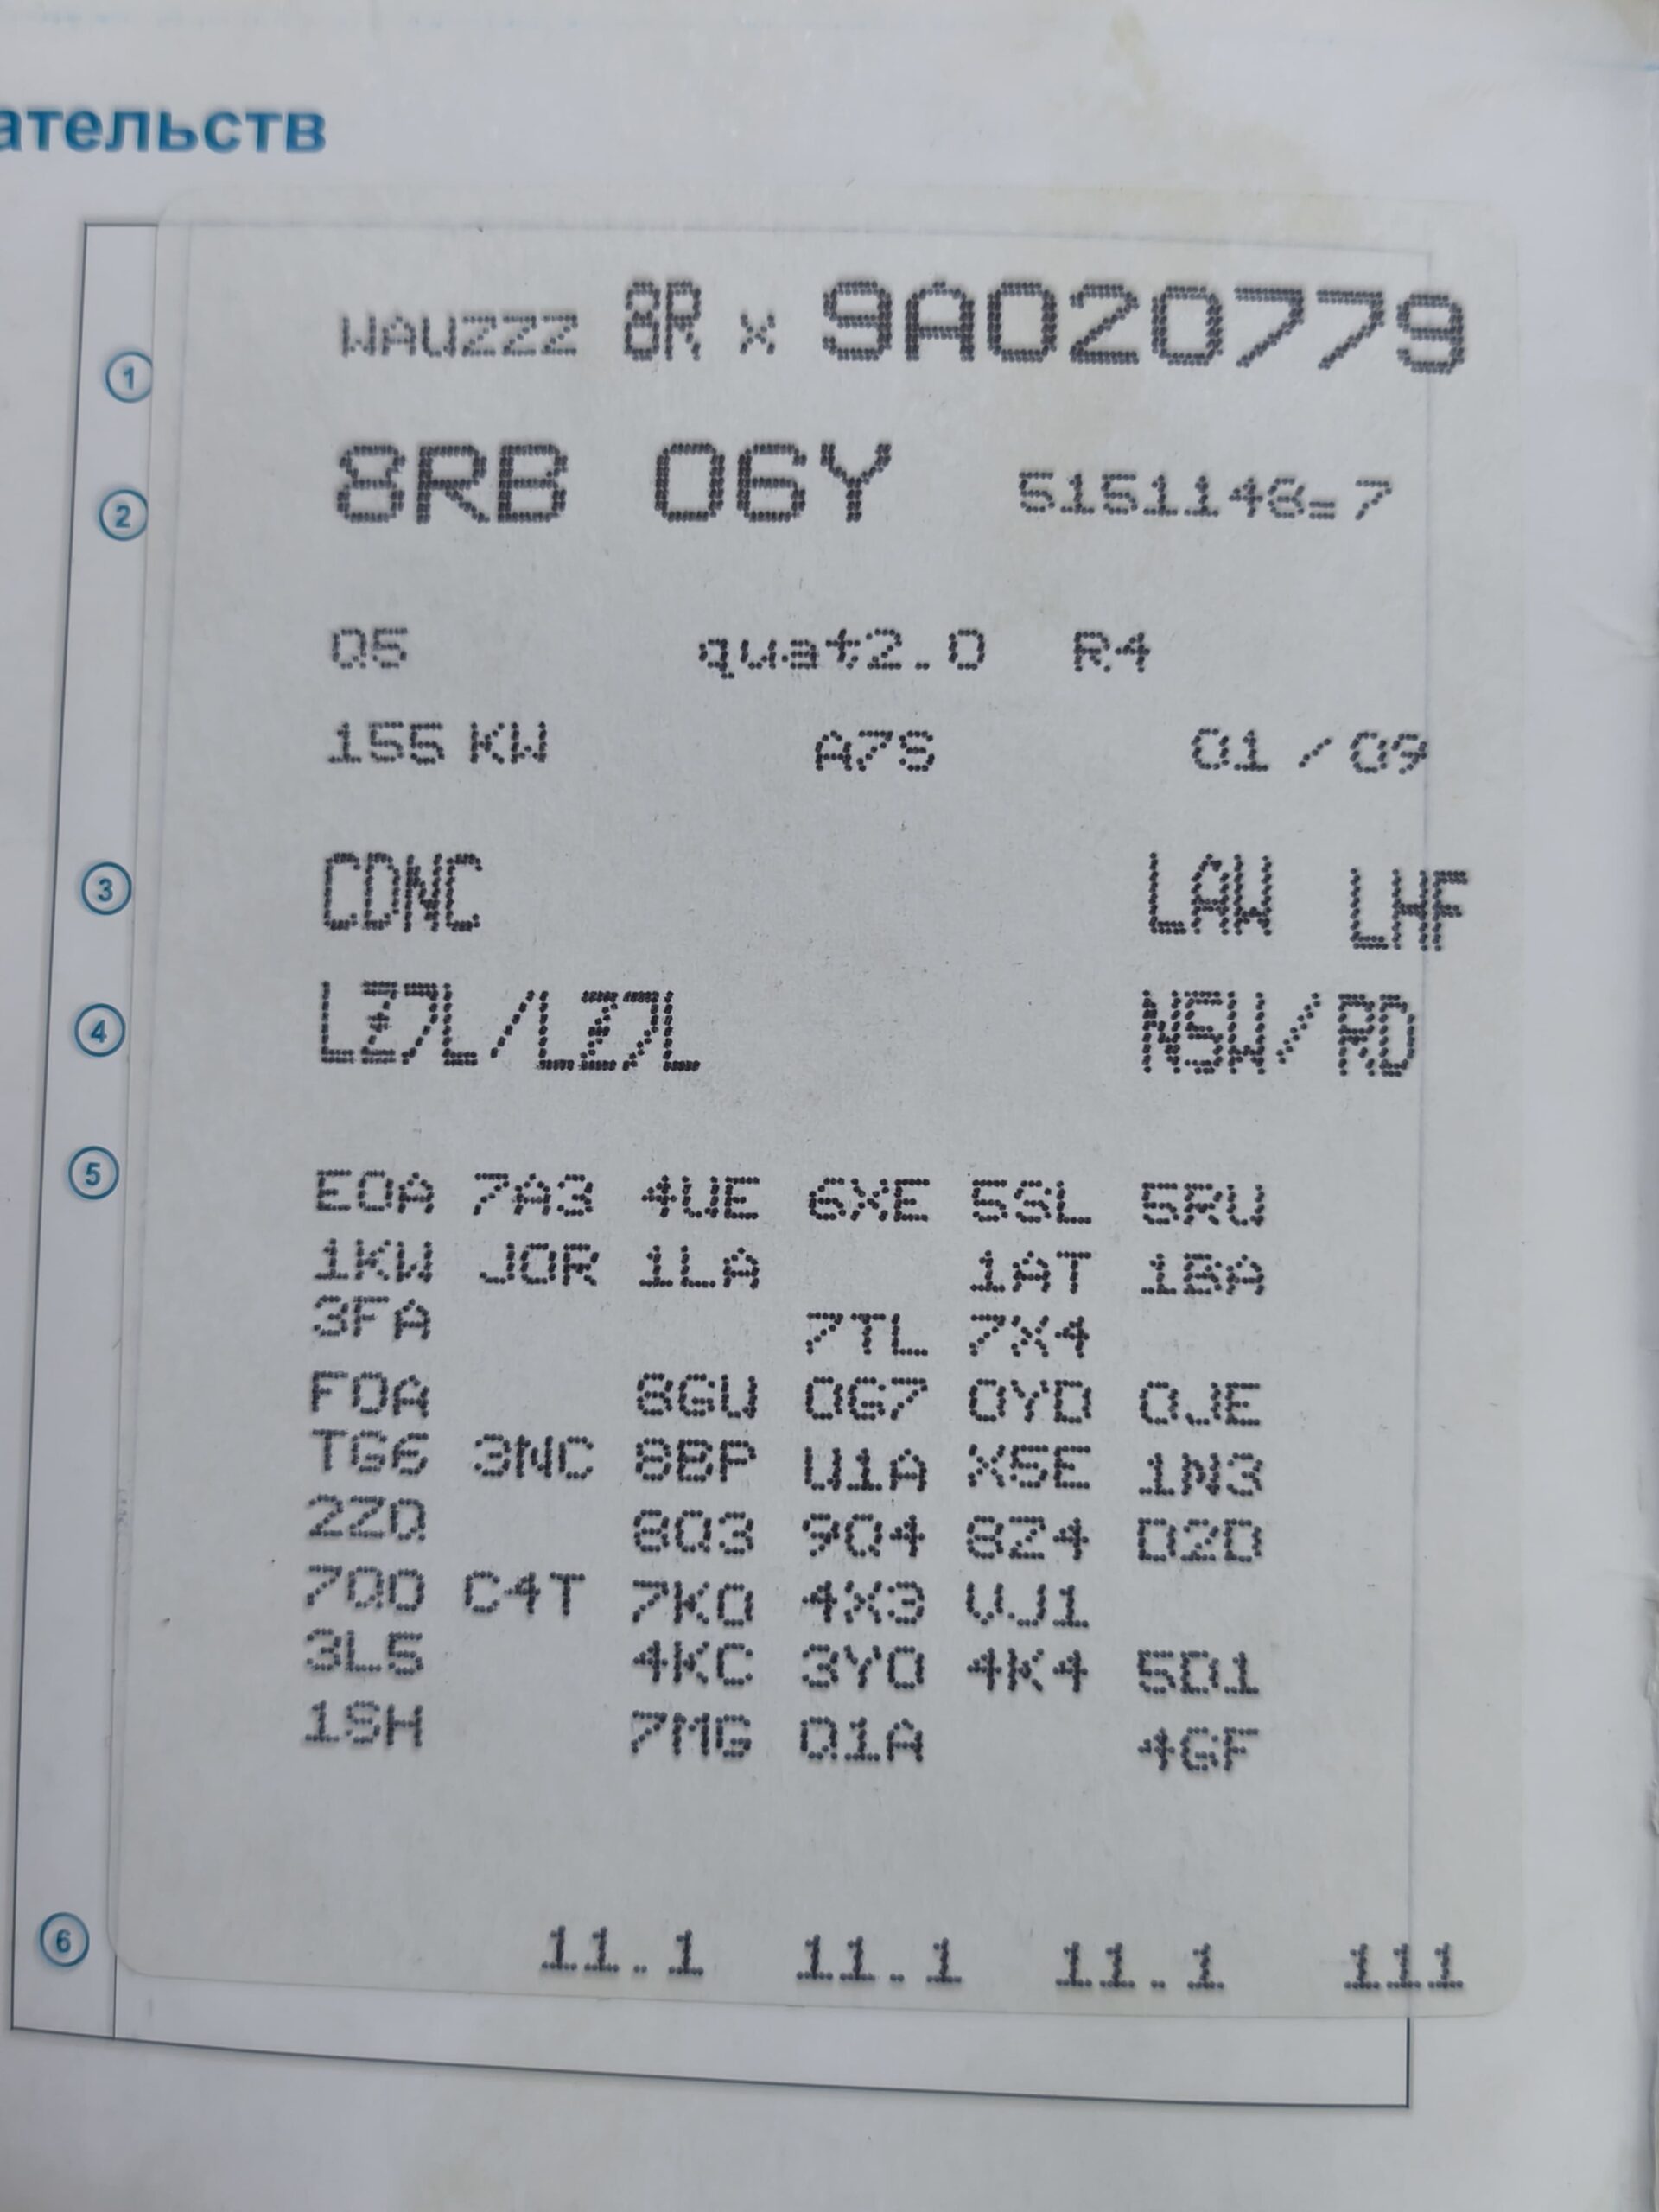 ательств
1 WAUZZZ 8R x 9A020779
2 8RB 06Y 5151148=7
Q5 quat2.0 R4
155 KW A7S 01 / 09
3 CDNC LAW LHF
4 LZ7L/LZ7L NSW/RD
5
E0A 7A3 4UE 6XE 5SL 5RU
1KW J0R 1LA 1AT 1BA
3FA 7TL 7X4
F0A 8GU 0G7 0YD 0JE
TG6 3NC 8BP U1A X5E 1N3
2ZQ 8Q3 9Q4 8Z4 D2D
7Q0 C4T 7K0 4X3 VJ1
3L5 4KC 3Y0 4K4 5D1
1SH 7MG Q1A 4GF
6 11.1 11.1 11.1 111